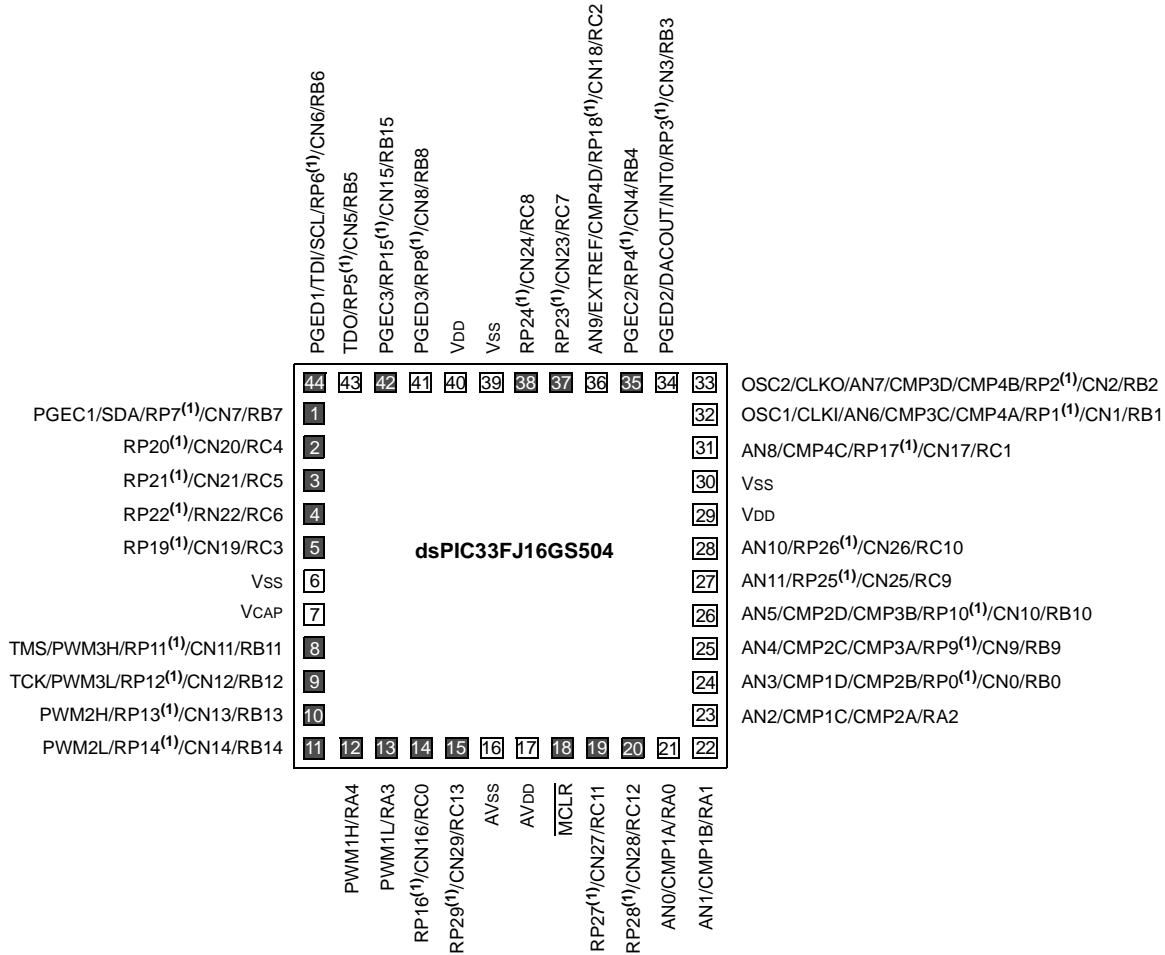 PGED1/TDI/SCL/RP6(1)/CN6/RB6
TDO/RP5(1)/CN5/RB5
PGEC3/RP15(1)/CN15/RB15
PGED3/RP8(1)/CN8/RB8
VDD
VSS
RP24(1)/CN24/RC8
RP23(1)/CN23/RC7
AN9/EXTREF/CMP4D/RP18(1)/CN18/RC2
PGEC2/RP4(1)/CN4/RB4
PGED2/DACOUT/INT0/RP3(1)/CN3/RB3
44 43 42 41 40 39 38 37 36 35 34 33 OSC2/CLKO/AN7/CMP3D/CMP4B/RP2(1)/CN2/RB2
PGEC1/SDA/RP7(1)/CN7/RB7 1 32 OSC1/CLKI/AN6/CMP3C/CMP4A/RP1(1)/CN1/RB1
RP20(1)/CN20/RC4 2 31 AN8/CMP4C/RP17(1)/CN17/RC1
RP21(1)/CN21/RC5 3 30 VSS
RP22(1)/RN22/RC6 4 29 VDD
RP19(1)/CN19/RC3 5 dsPIC33FJ16GS504 28 AN10/RP26(1)/CN26/RC10
VSS 6 27 AN11/RP25(1)/CN25/RC9
VCAP 7 26 AN5/CMP2D/CMP3B/RP10(1)/CN10/RB10
TMS/PWM3H/RP11(1)/CN11/RB11 8 25 AN4/CMP2C/CMP3A/RP9(1)/CN9/RB9
TCK/PWM3L/RP12(1)/CN12/RB12 9 24 AN3/CMP1D/CMP2B/RP0(1)/CN0/RB0
PWM2H/RP13(1)/CN13/RB13 10 23 AN2/CMP1C/CMP2A/RA2
PWM2L/RP14(1)/CN14/RB14 11 12 13 14 15 16 17 18 19 20 21 22
PWM1H/RA4
PWM1L/RA3
RP16(1)/CN16/RC0
RP29(1)/CN29/RC13
AVSS
AVDD
MCLR
RP27(1)/CN27/RC11
RP28(1)/CN28/RC12
AN0/CMP1A/RA0
AN1/CMP1B/RA1